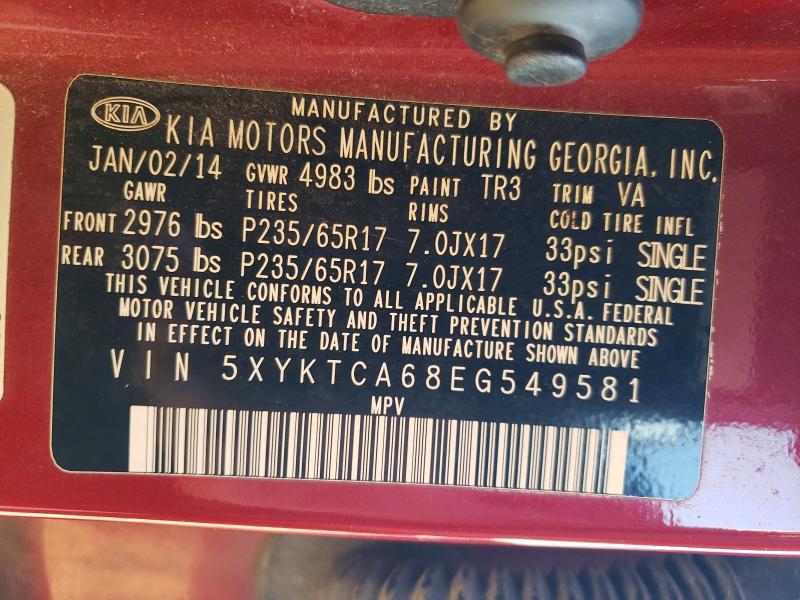 KIA
MANUFACTURED BY
KIA MOTORS MANUFACTURING GEORGIA, INC.
JAN/02/14 GVWR 4983 lbs PAINT TR3 TRIM VA
GAWR TIRES RIMS COLD TIRE INFL
FRONT 2976 lbs P235/65R17 7.0JX17 33psi SINGLE
REAR 3075 lbs P235/65R17 7.0JX17 33psi SINGLE
THIS VEHICLE CONFORMS TO ALL APPLICABLE U.S.A. FEDERAL
MOTOR VEHICLE SAFETY AND THEFT PREVENTION STANDARDS
IN EFFECT ON THE DATE OF MANUFACTURE SHOWN ABOVE
VIN 5XYKTCA68EG549581
MPV